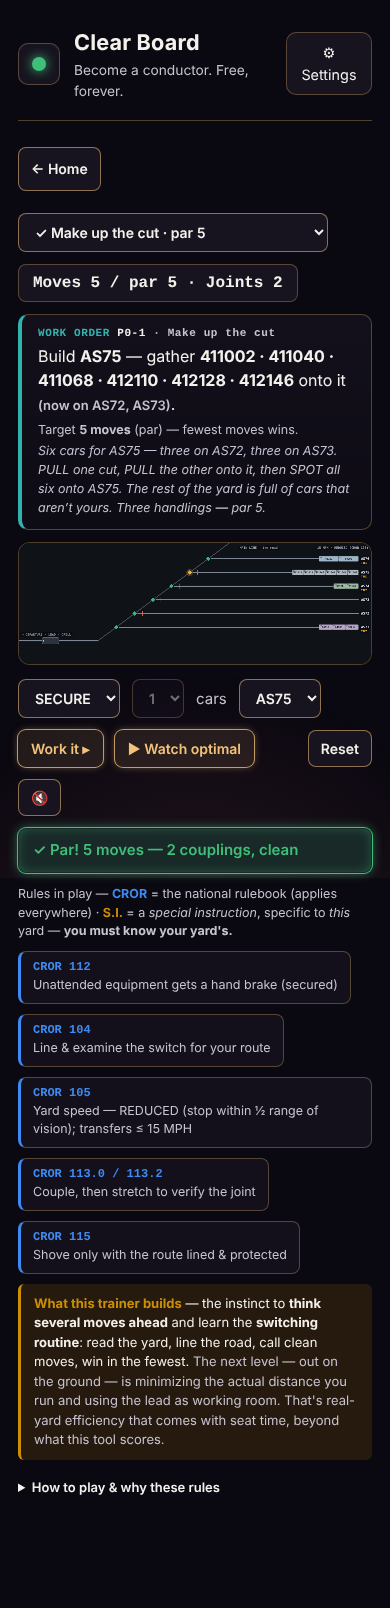 Clear Board
Become a conductor. Free,
forever.
⚙
Settings
← Home
✓ Make up the cut · par 5
Moves 5 / par 5 · Joints 2
WORK ORDER P0-1 · Make up the cut
Build AS75 — gather 411002 · 411040 ·
411068 · 412110 · 412128 · 412146 onto it
(now on AS72, AS73).
Target 5 moves (par) — fewest moves wins.
Six cars for AS75 — three on AS72, three on AS73.
PULL one cut, PULL the other onto it, then SPOT all
six onto AS75. The rest of the yard is full of cars that
aren't yours. Three handlings — par 5.
SECURE
1
cars
AS75
Work it ▸
▶ Watch optimal
Reset
✓ Par! 5 moves — 2 couplings, clean
Rules in play — CROR = the national rulebook (applies
everywhere) · S.I. = a special instruction, specific to this
yard — you must know your yard's.
CROR 112
Unattended equipment gets a hand brake (secured)
CROR 104
Line & examine the switch for your route
CROR 105
Yard speed — REDUCED (stop within ½ range of
vision); transfers ≤ 15 MPH
CROR 113.0 / 113.2
Couple, then stretch to verify the joint
CROR 115
Shove only with the route lined & protected
What this trainer builds — the instinct to think
several moves ahead and learn the switching
routine: read the yard, line the road, call clean
moves, win in the fewest. The next level — out on
the ground — is minimizing the actual distance you
run and using the lead as working room. That's real-
yard efficiency that comes with seat time, beyond
what this tool scores.
▶ How to play & why these rules